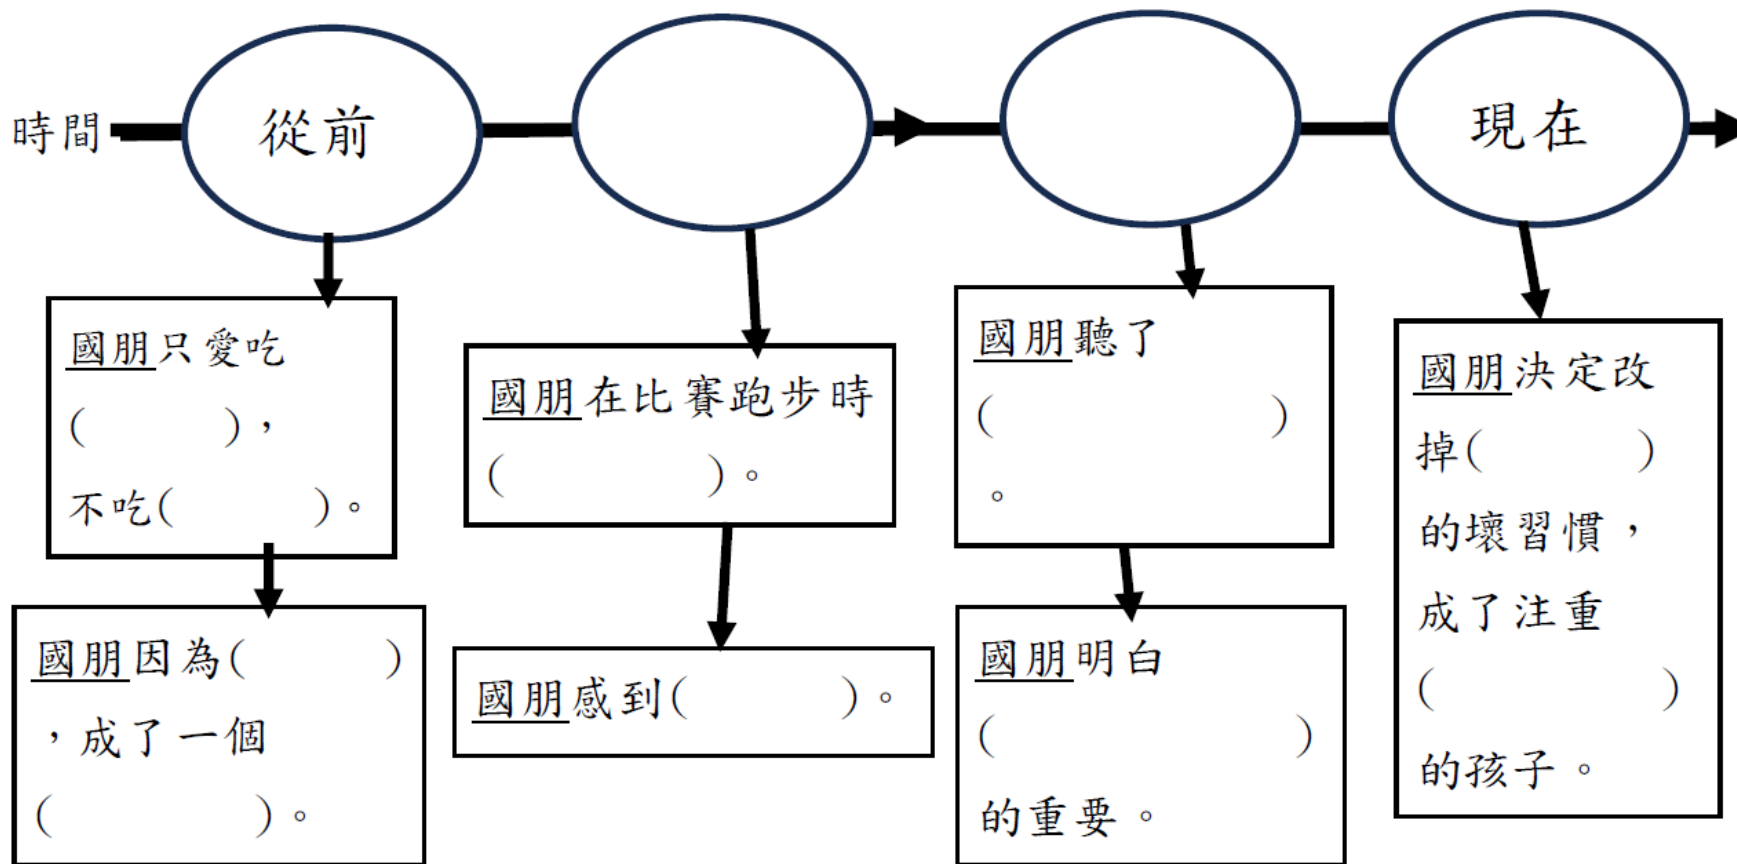 時間
從前
現在
國朋只愛吃
(　　　)，
不吃(　　　)。
國朋因為(　　　)
，成了一個
(　　　　)。
國朋在比賽跑步時
(　　　　)。
國朋感到(　　　)。
國朋聽了
(　　　　　)
。
國朋明白
(　　　　　)
的重要。
國朋決定改
掉(　　　)
的壞習慣，
成了注重
(　　　　)
的孩子。